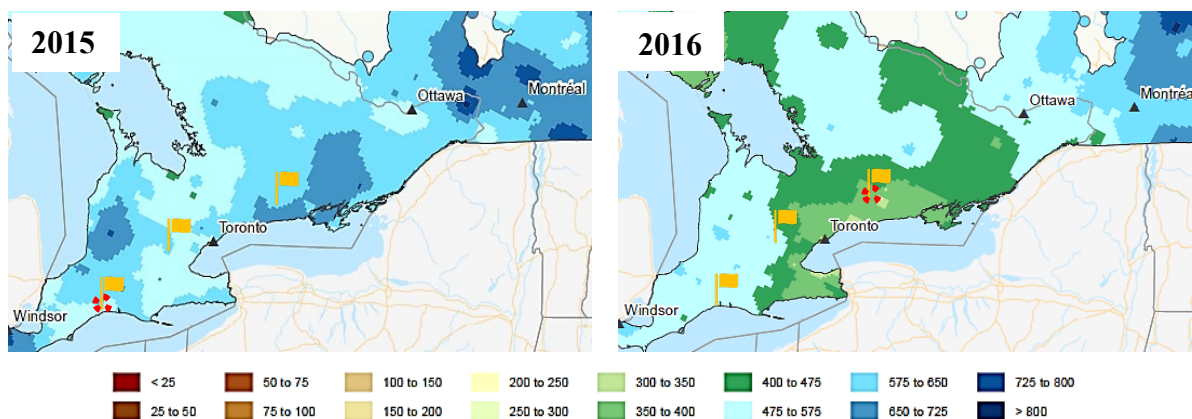 2015
Ottawa
Montréal
Toronto
Windsor
2016
Ottawa
Montréa
Toronto
Windsor
< 25
50 to 75
100 to 150
200 to 250
300 to 350
400 to 475
575 to 650
725 to 800
25 to 50
75 to 100
150 to 200
250 to 300
350 to 400
475 to 575
650 to 725
> 800